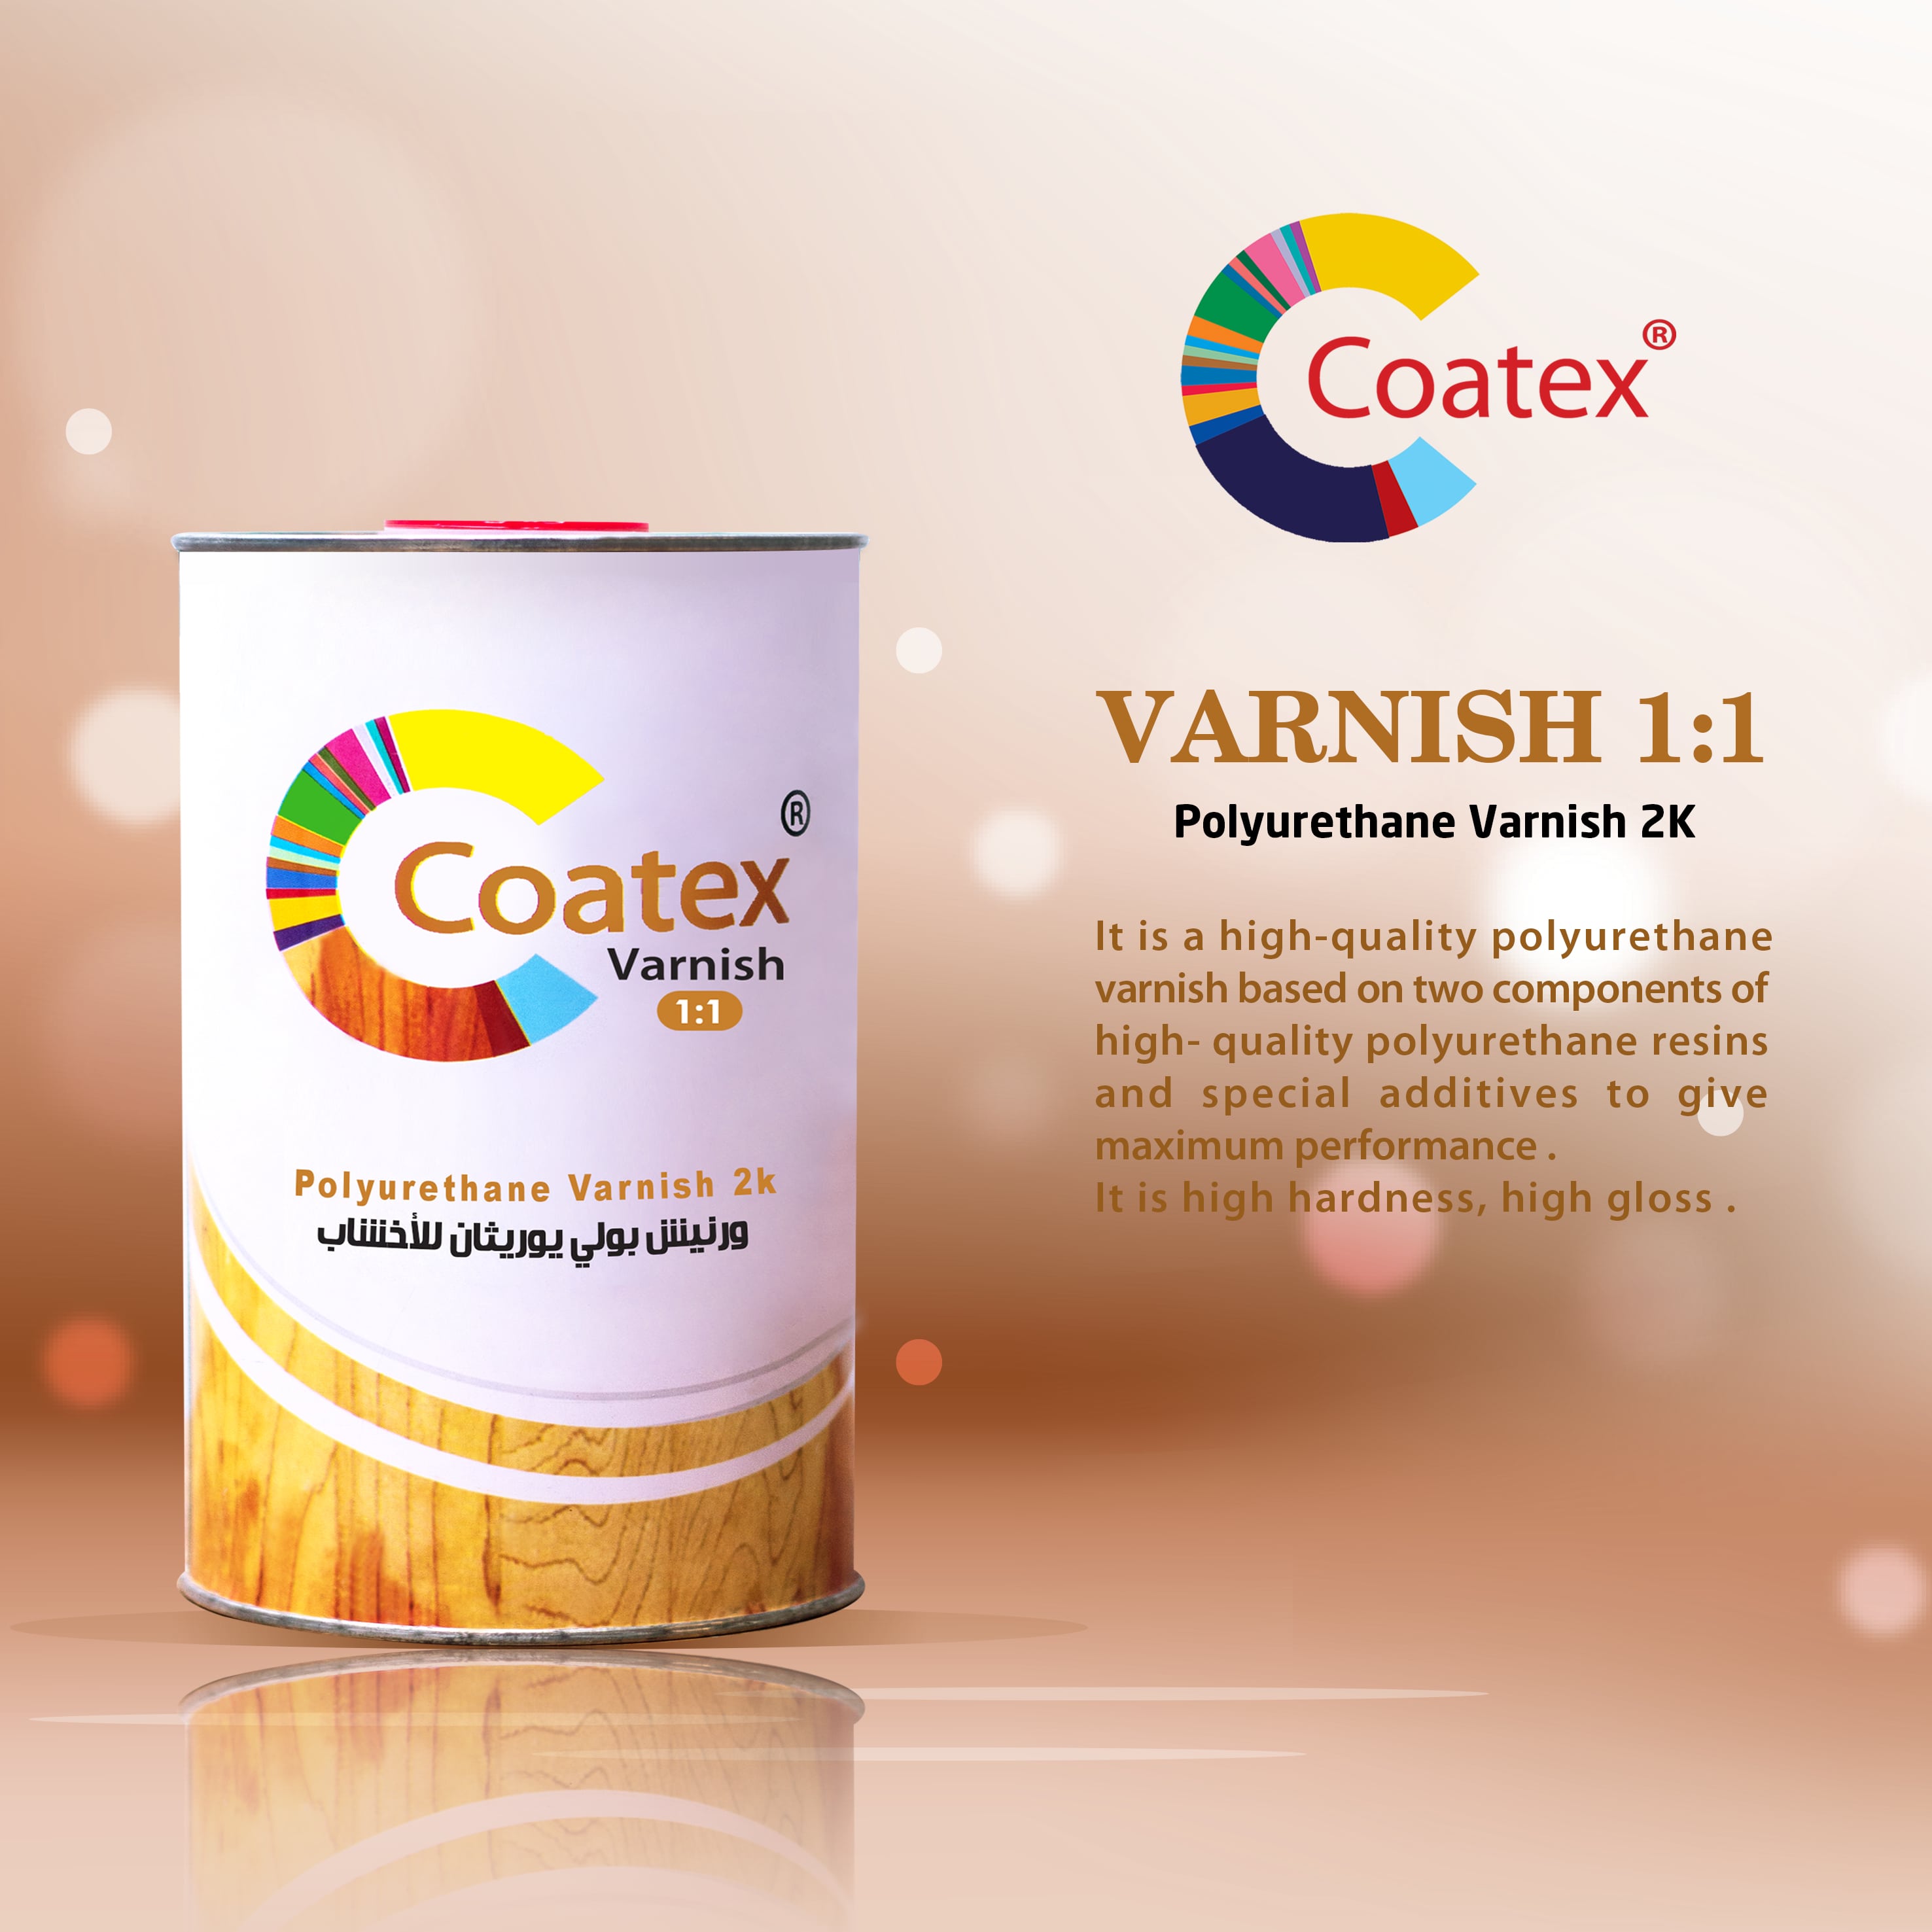 Coatex®
VARNISH 1:1
Polyurethane Varnish 2K
It is a high-quality polyurethane
varnish based on two components of
high- quality polyurethane resins
and special additives to give
maximum performance .
It is high hardness, high gloss .
®
Coatex
Varnish
1:1
Polyurethane Varnish 2k
ورنيش بولي يوريثان للأخشاب